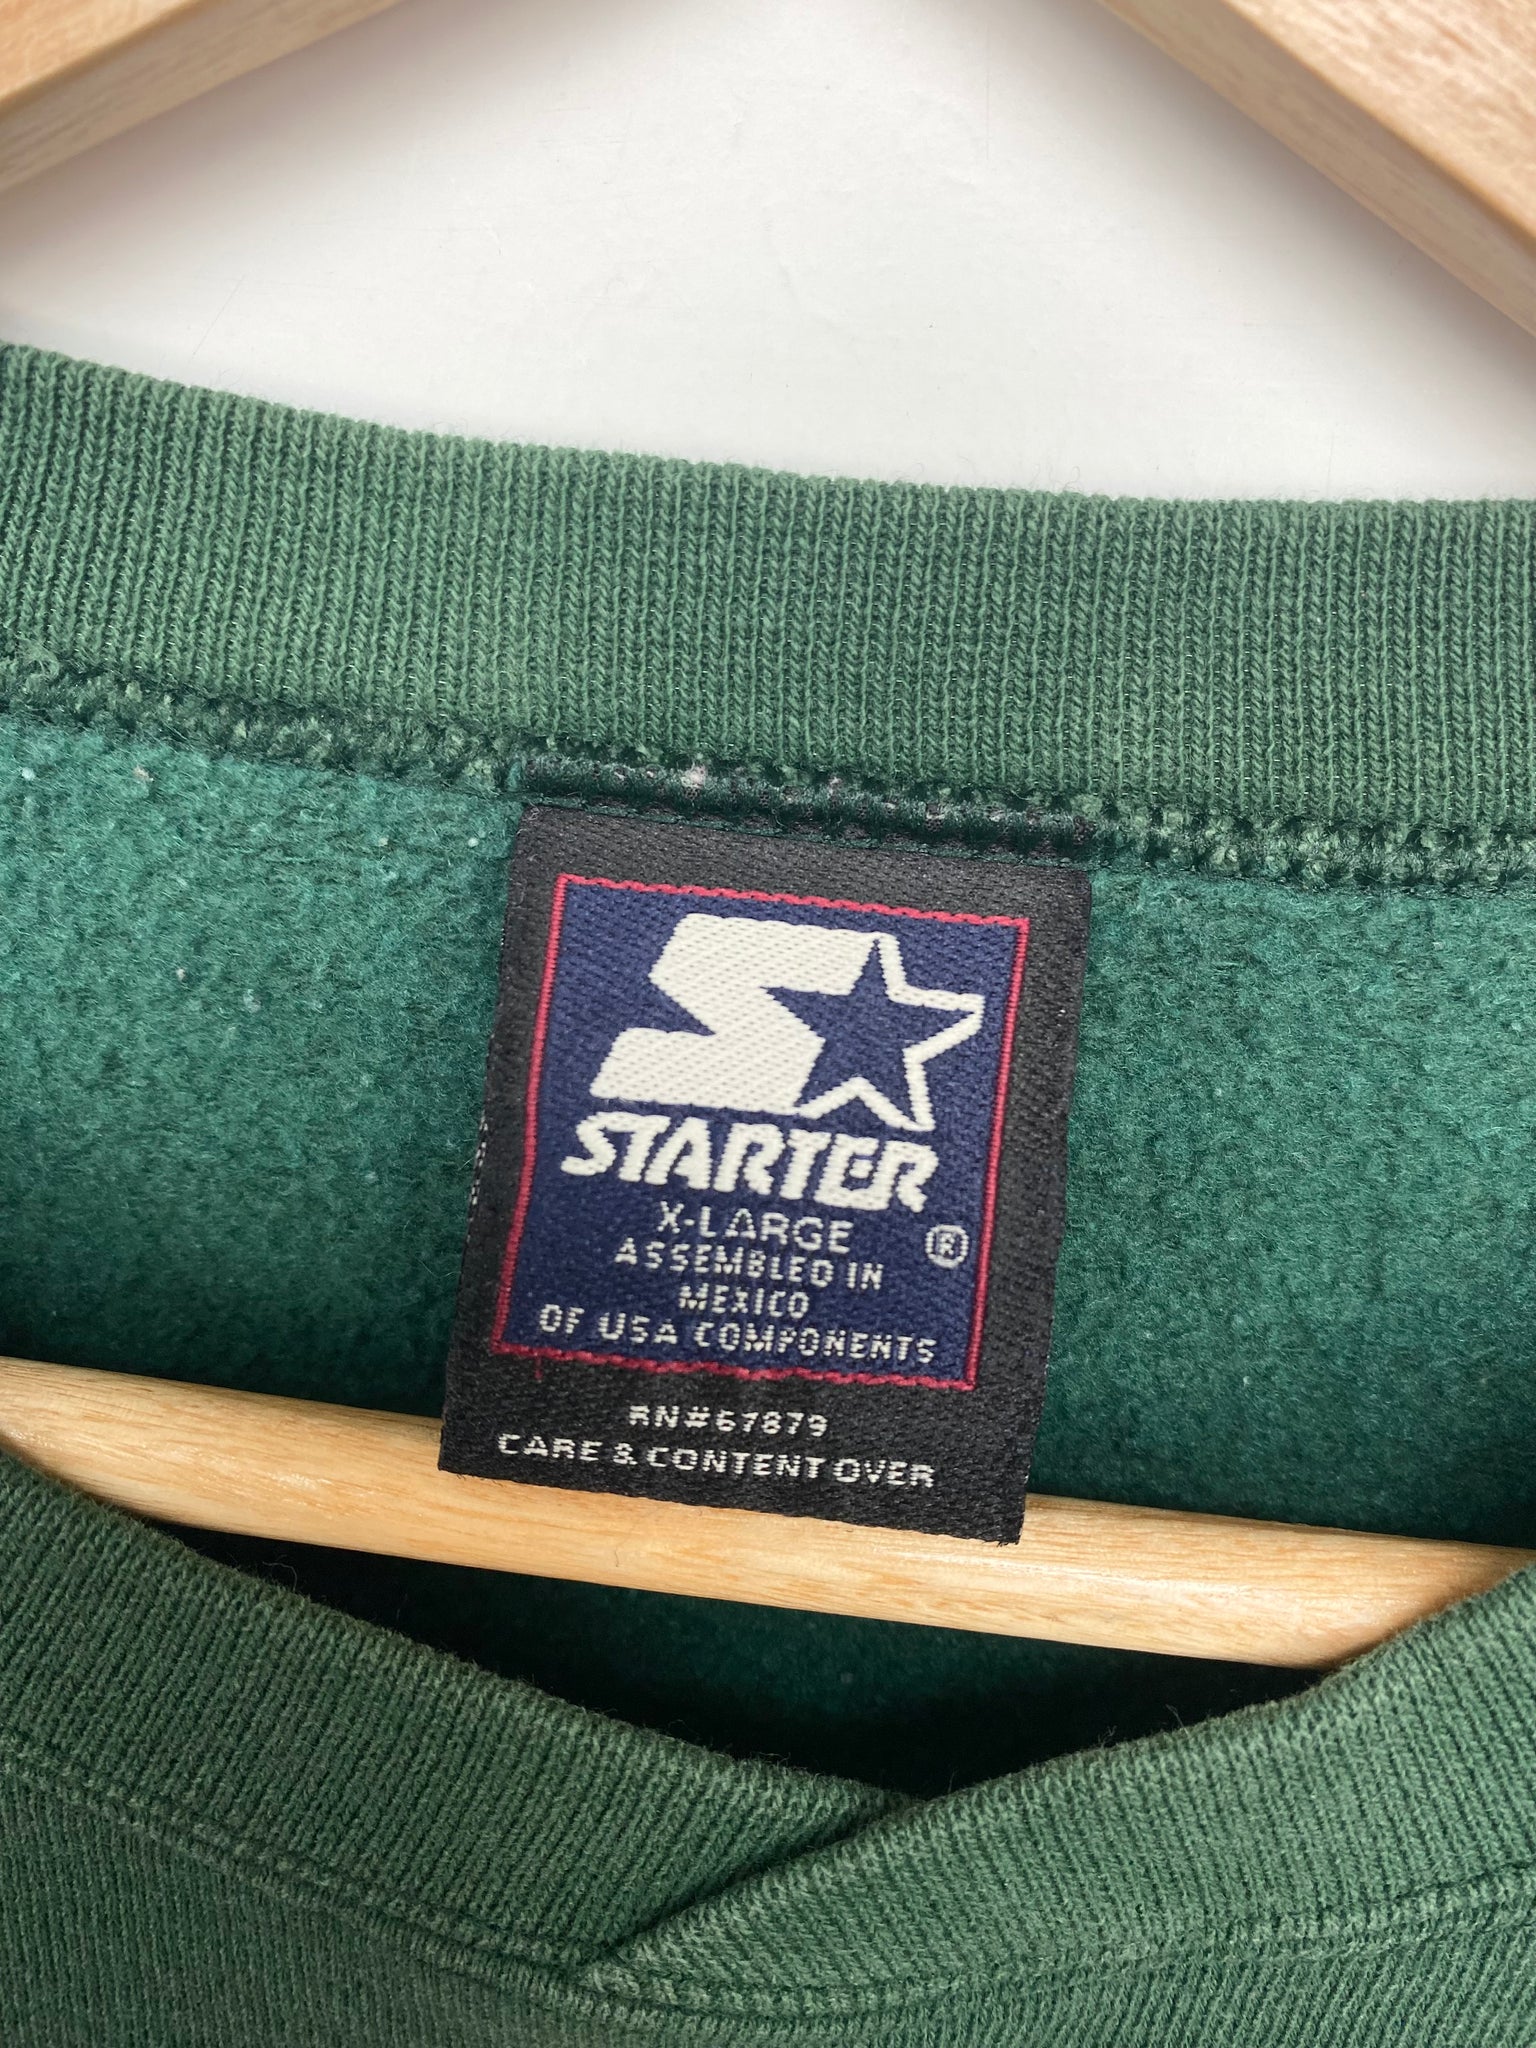 STARTER
X-LARGE
®
ASSEMBLED IN
MEXICO
OF USA COMPONENTS
RN#67879
CARE & CONTENT OVER